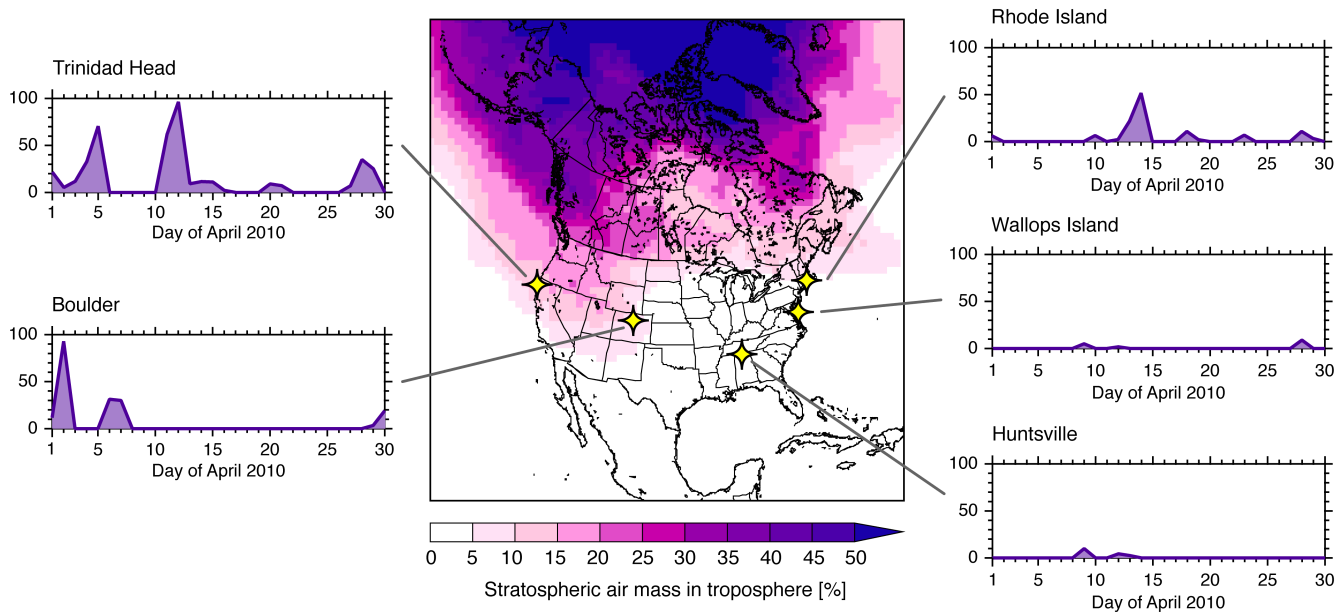 Trinidad Head
100
50
0
1 5 10 15 20 25 30
Day of April 2010
Boulder
100
50
0
1 5 10 15 20 25 30
Day of April 2010
0 5 10 15 20 25 30 35 40 45 50
Stratospheric air mass in troposphere [%]
Rhode Island
100
50
0
1 5 10 15 20 25 30
Day of April 2010
Wallops Island
100
50
0
1 5 10 15 20 25 30
Day of April 2010
Huntsville
100
50
0
1 5 10 15 20 25 30
Day of April 2010